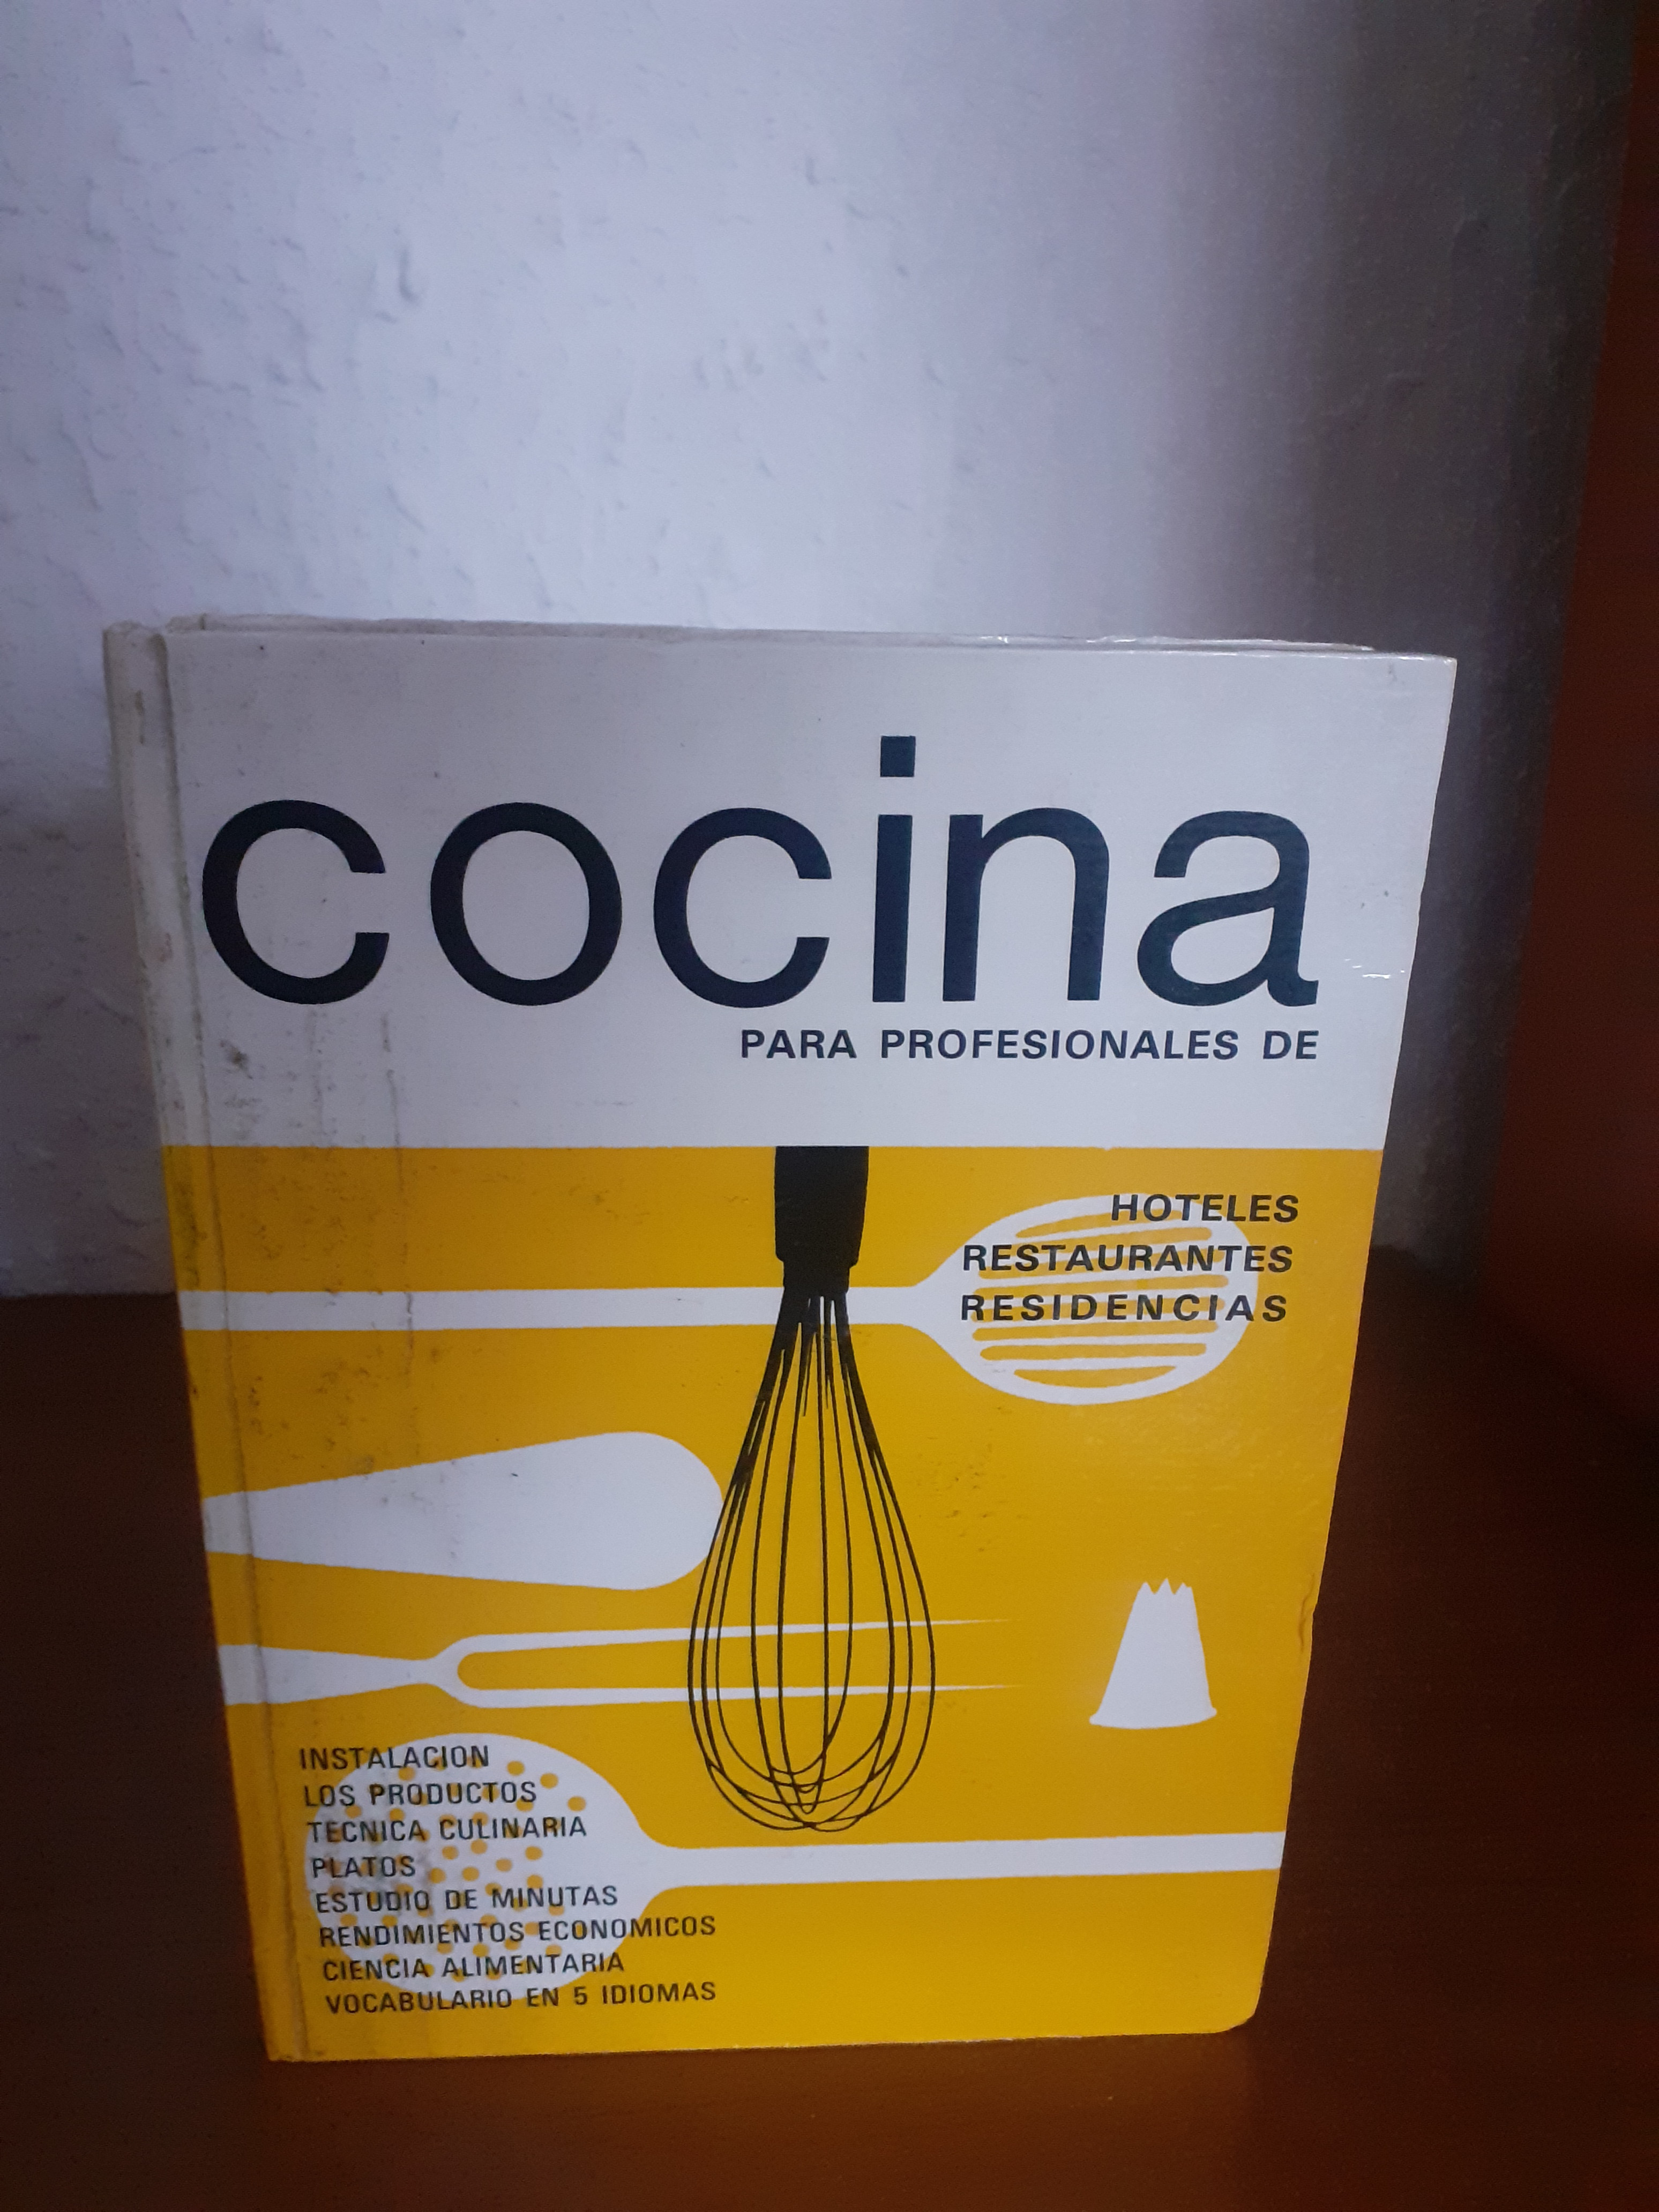 cocina
PARA PROFESIONALES DE
HOTELES
RESTAURANTES
RESIDENCIAS
INSTALACION
LOS PRODUCTOS
TECNICA CULINARIA
PLATOS
ESTUDIO DE MINUTAS
RENDIMIENTOS ECONOMICOS
CIENCIA ALIMENTARIA
VOCABULARIO EN 5 IDIOMAS